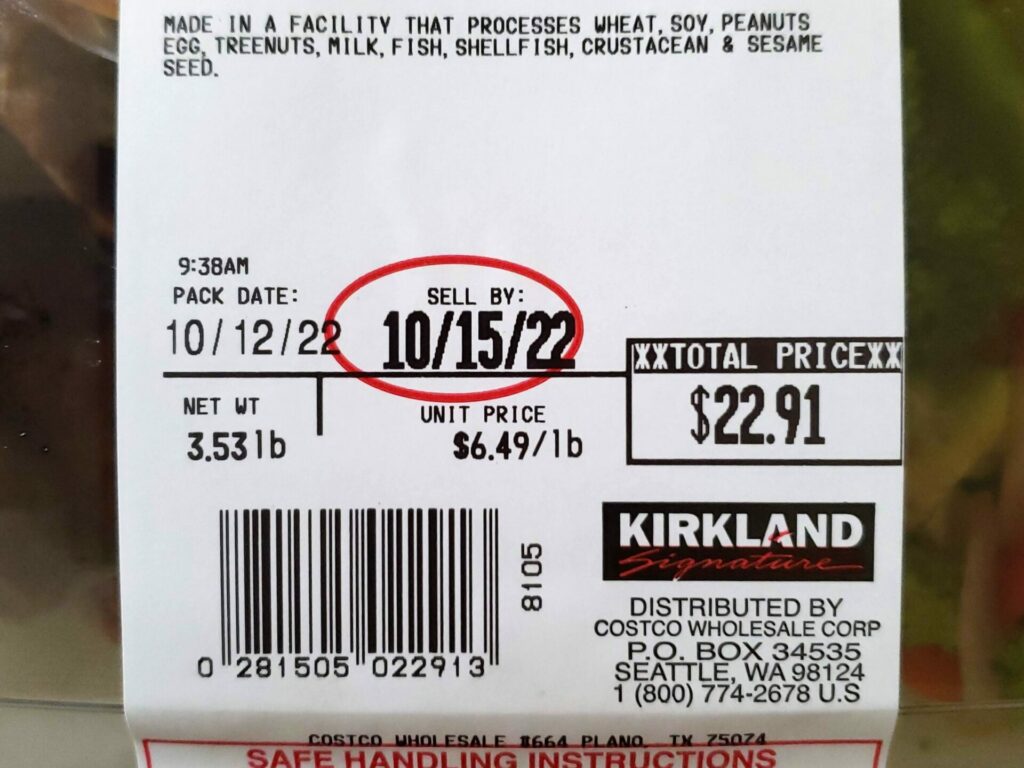 MADE IN A FACILITY THAT PROCESSES WHEAT, SOY, PEANUTS
EGG, TREENUTS, MILK, FISH, SHELLFISH, CRUSTACEAN & SESAME
SEED.
9:38AM
PACK DATE:
10/12/22
SELL BY:
10/15/22
XXTOTAL PRICEXX
$22.91
NET WT
3.53 lb
UNIT PRICE
$6.49/lb
8105
0 281505 022913
KIRKLAND
Signature
DISTRIBUTED BY
COSTCO WHOLESALE CORP
P.O. BOX 34535
SEATTLE, WA 98124
1 (800) 774-2678 U.S
COSTCO WHOLESALE #664 PLANO, TX 75074
SAFE HANDLING INSTRUCTIONS